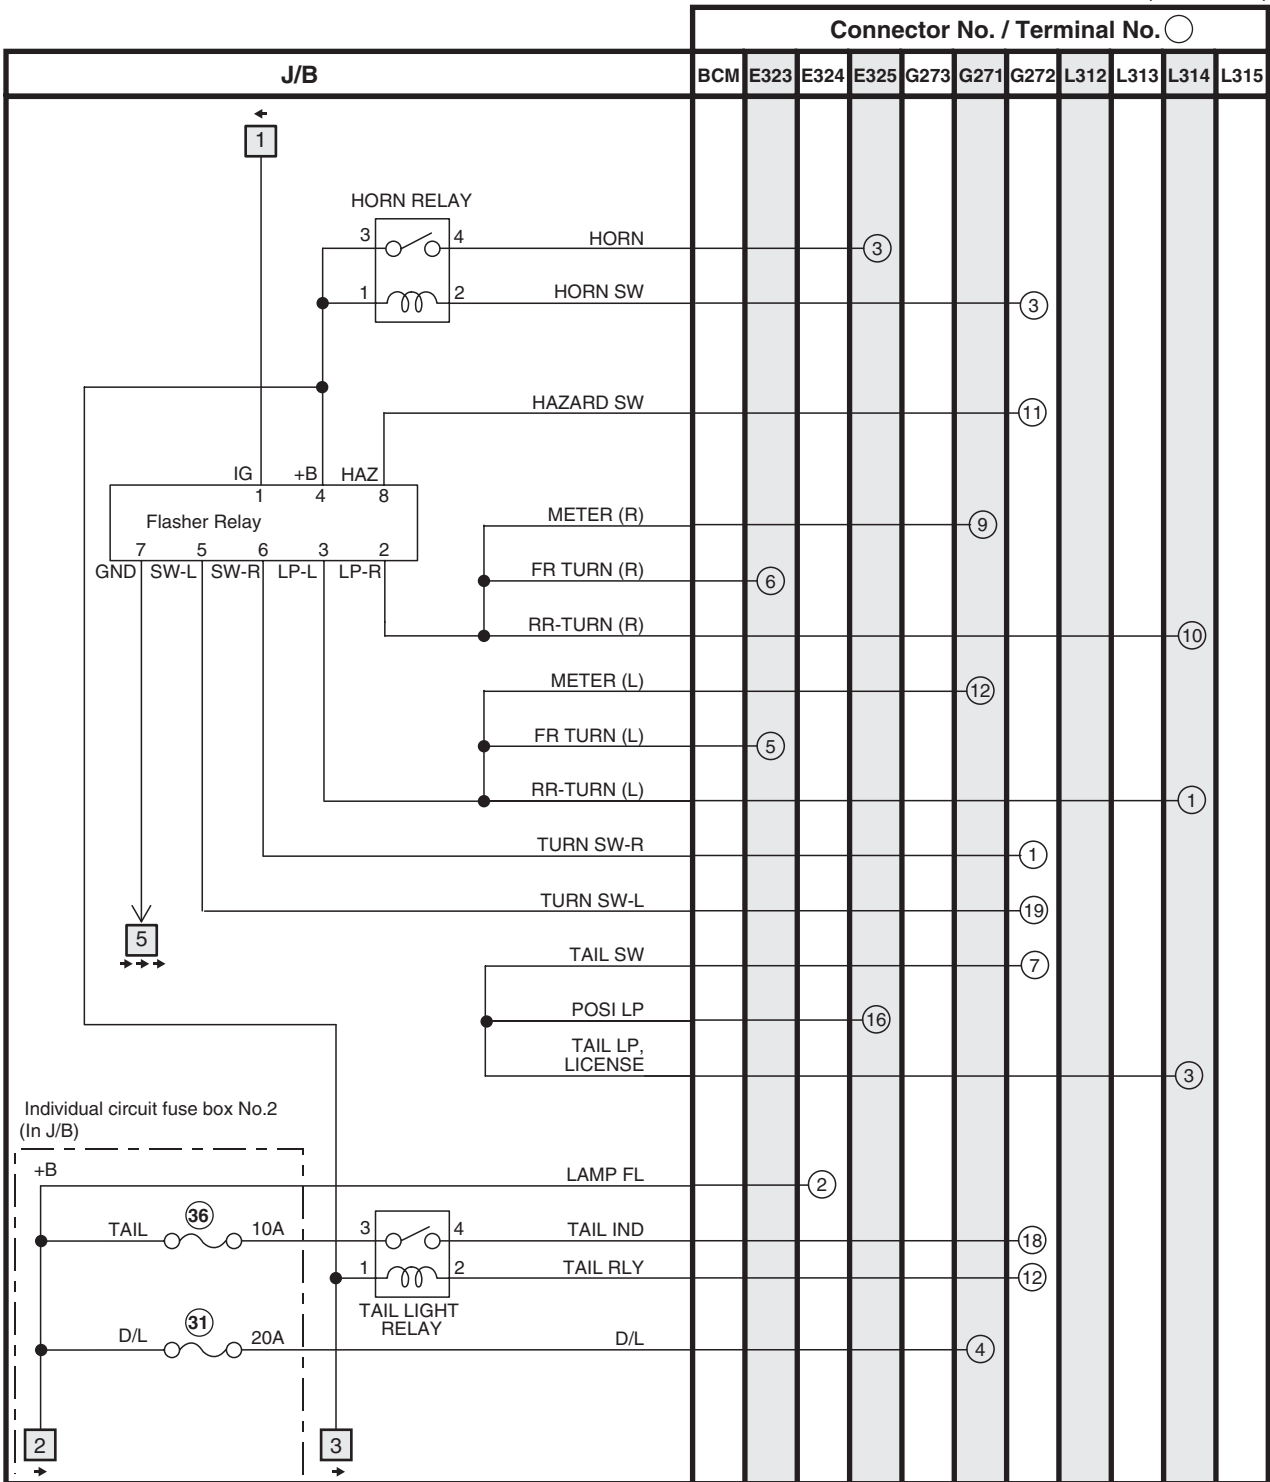 Connector No. / Terminal No.
J/B BCM E323 E324 E325 G273 G271 G272 L312 L313 L314 L315
1
HORN RELAY
3 4 HORN 3
1 2 HORN SW 3
HAZARD SW 11
IG +B HAZ
1 4 8
Flasher Relay
METER (R) 9
7 5 6 3 2
GND SW-L SW-R LP-L LP-R
FR TURN (R) 6
RR-TURN (R) 10
METER (L) 12
FR TURN (L) 5
RR-TURN (L) 1
TURN SW-R 1
TURN SW-L 19
5
TAIL SW 7
POSI LP 16
TAIL LP,
LICENSE 3
Individual circuit fuse box No.2
(In J/B)
+B
LAMP FL 2
36
TAIL 10A 3 4 TAIL IND 18
1 2 TAIL RLY 12
TAIL LIGHT
RELAY
31
D/L 20A D/L 4
2 3